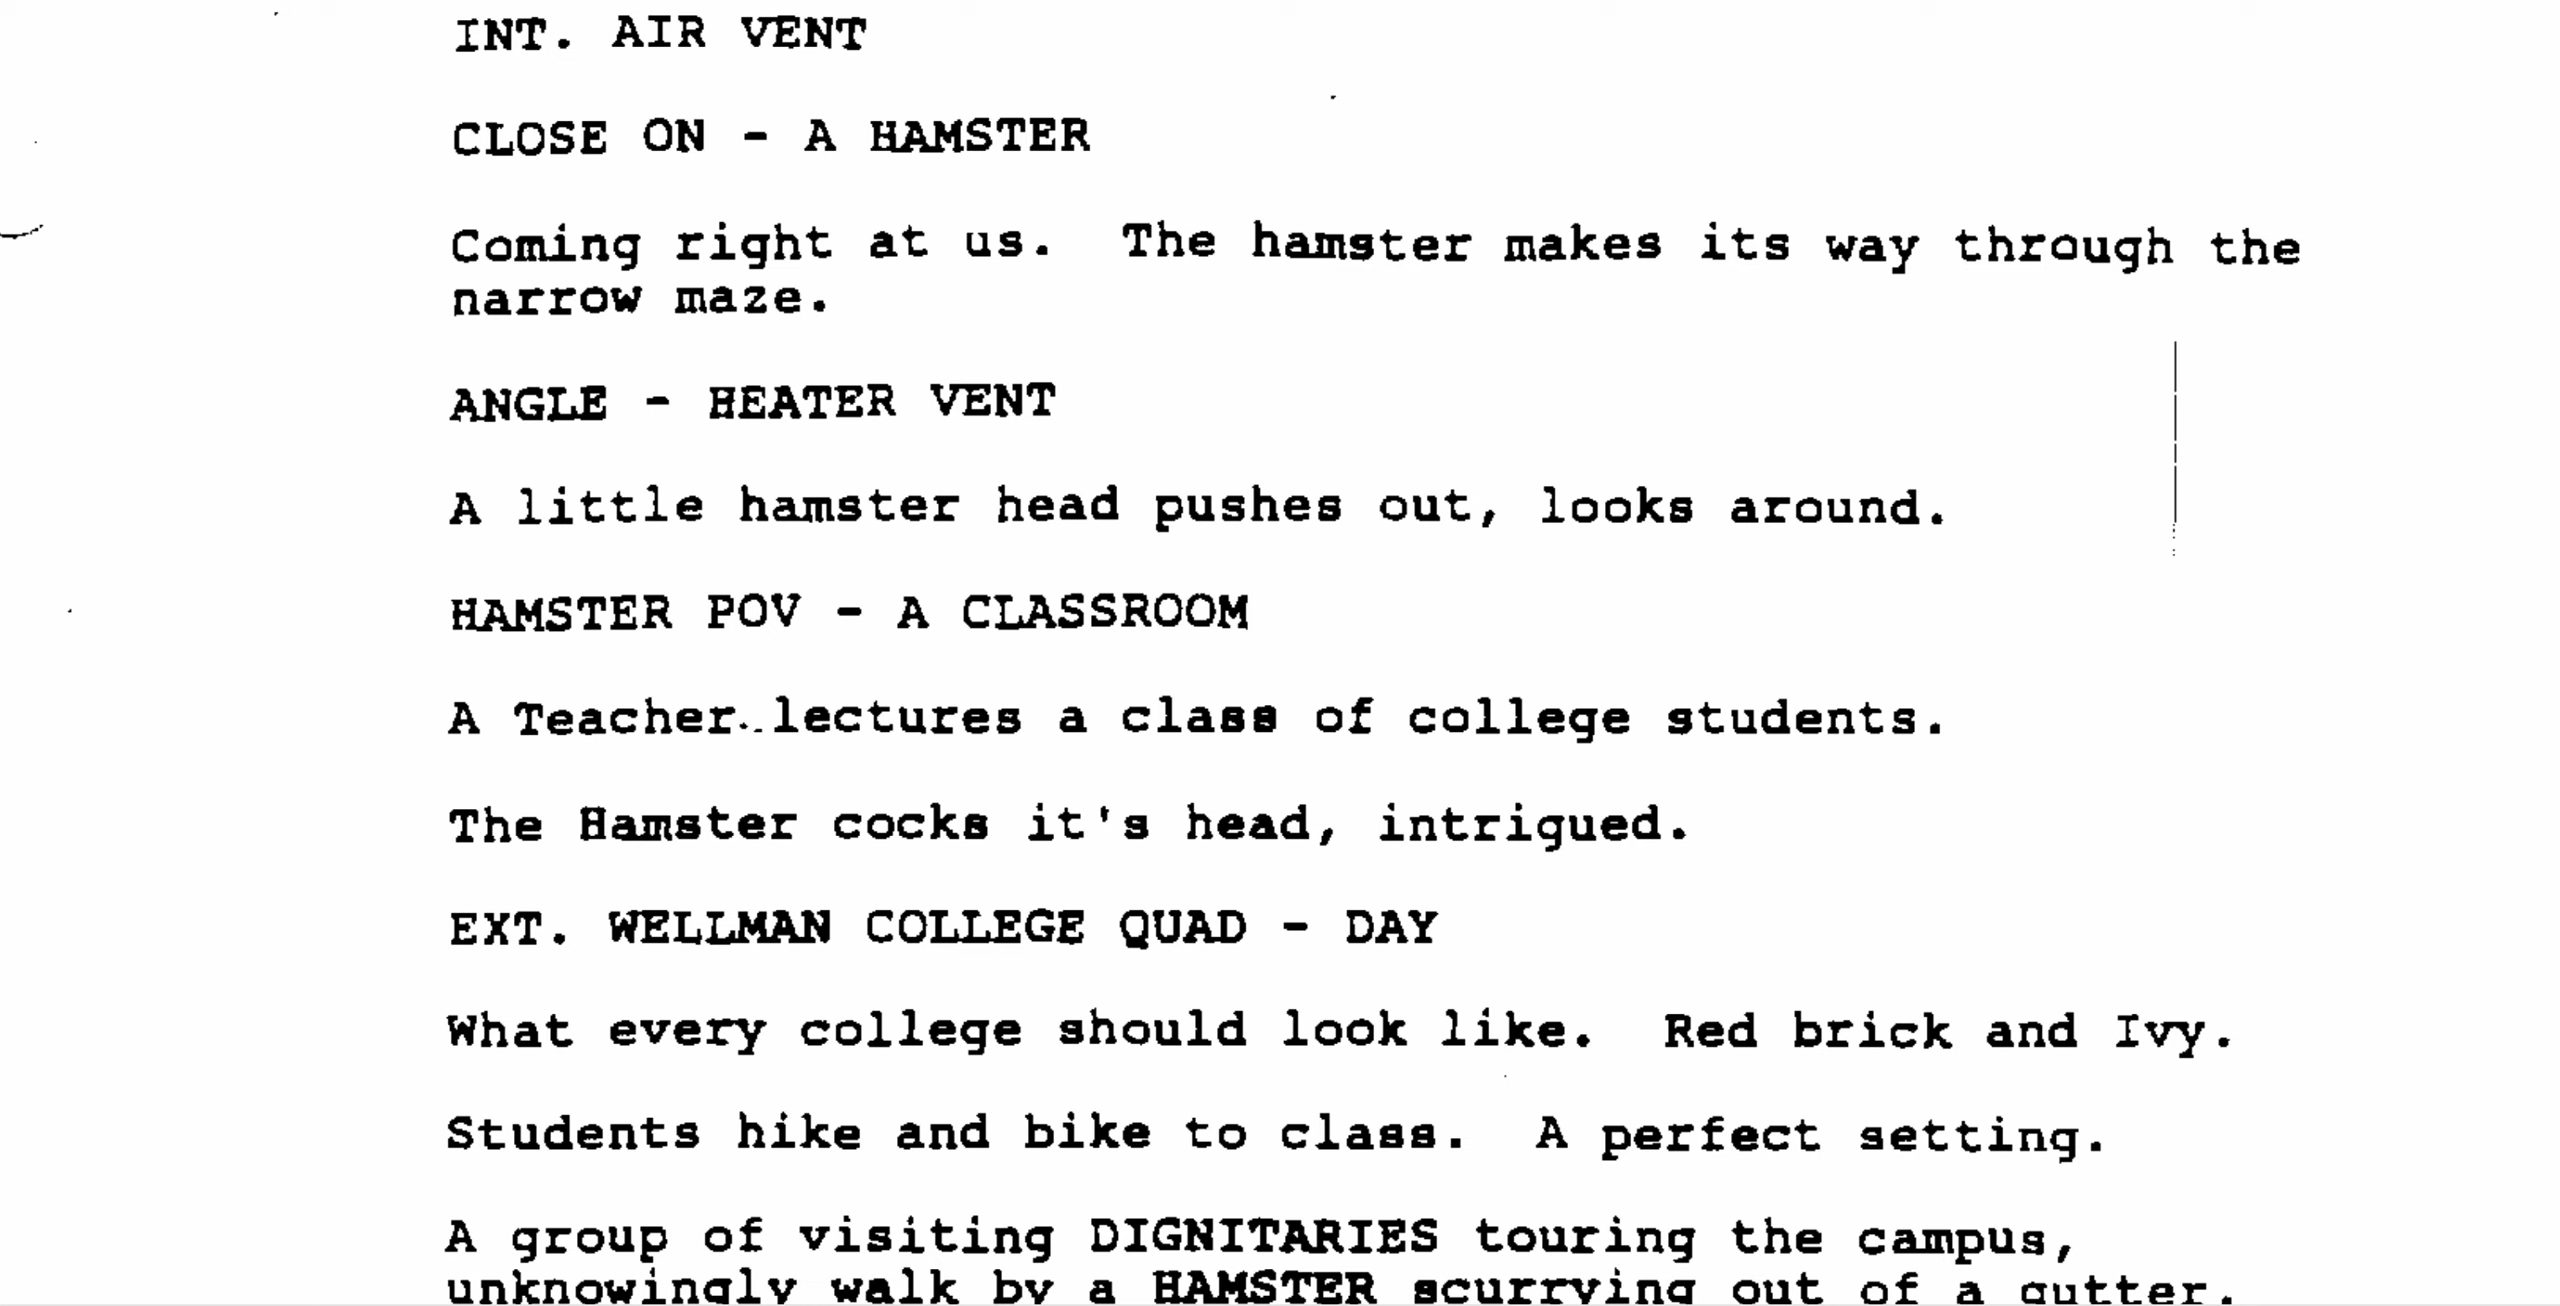 INT. AIR VENT
CLOSE ON - A HAMSTER
Coming right at us.  The hamster makes its way through the
narrow maze.
ANGLE - HEATER VENT
A little hamster head pushes out, looks around.
HAMSTER POV - A CLASSROOM
A Teacher lectures a class of college students.
The Hamster cocks it's head, intrigued.
EXT. WELLMAN COLLEGE QUAD - DAY
What every college should look like.  Red brick and Ivy.
Students hike and bike to class.  A perfect setting.
A group of visiting DIGNITARIES touring the campus,
unknowingly walk by a HAMSTER scurrying out of a gutter.